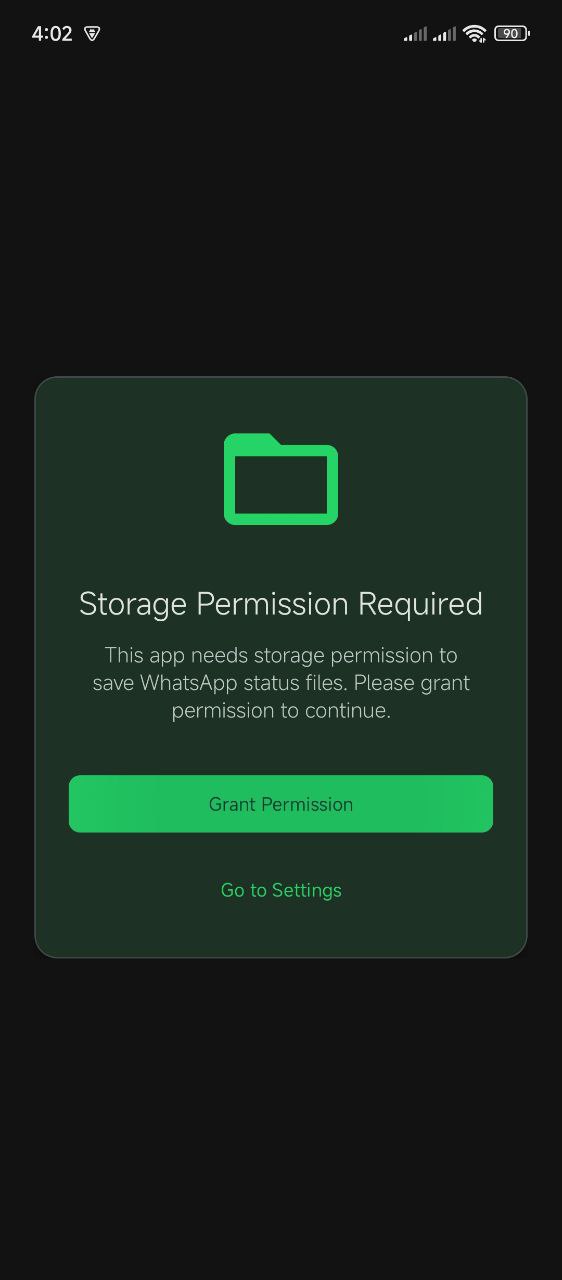 4:02
90
Storage Permission Required
This app needs storage permission to
save WhatsApp status files. Please grant
permission to continue.
Grant Permission
Go to Settings